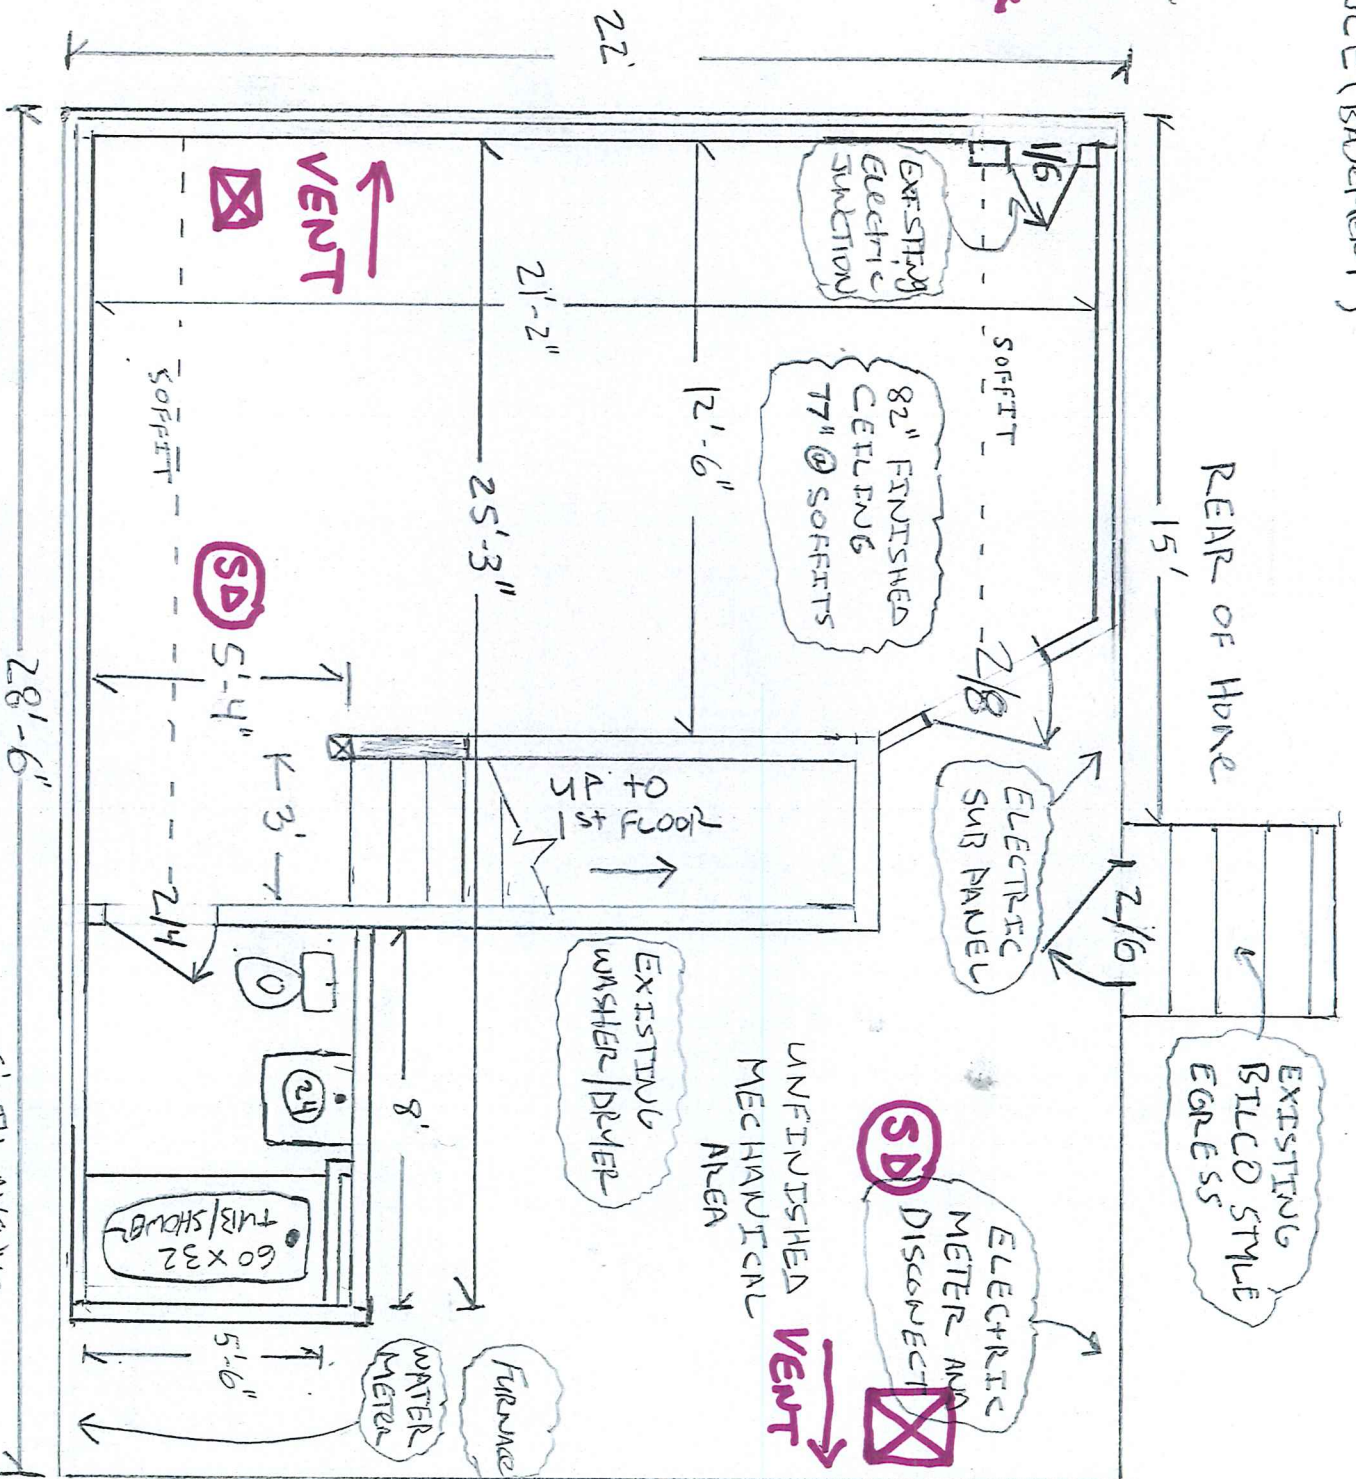 (BASEMENT)
22'
REAR OF HOME
15'
1/6
EXISTING
Electric
JUNCTION
SOFFIT
82" FINISHED
CEILING
77" @ SOFFITS
12'-6"
21'-2"
25'-3"
VENT
SOFFIT
SD
5'-4"
3'
2/8
ELECTRIC
SUB PANEL
2/6
EXISTING
BILCO STYLE
EGRESS
UP TO
1st FLOOR
2/4
EXISTING
WASHER/DRYER
UNFINISHED
MECHANICAL
AREA
SD
ELECTRIC
METER AND
DISCONECT
VENT
24
8'
60 x 32
TUB/SHOWER
5'-6"
WATER
METER
FURNACE
28'-6"